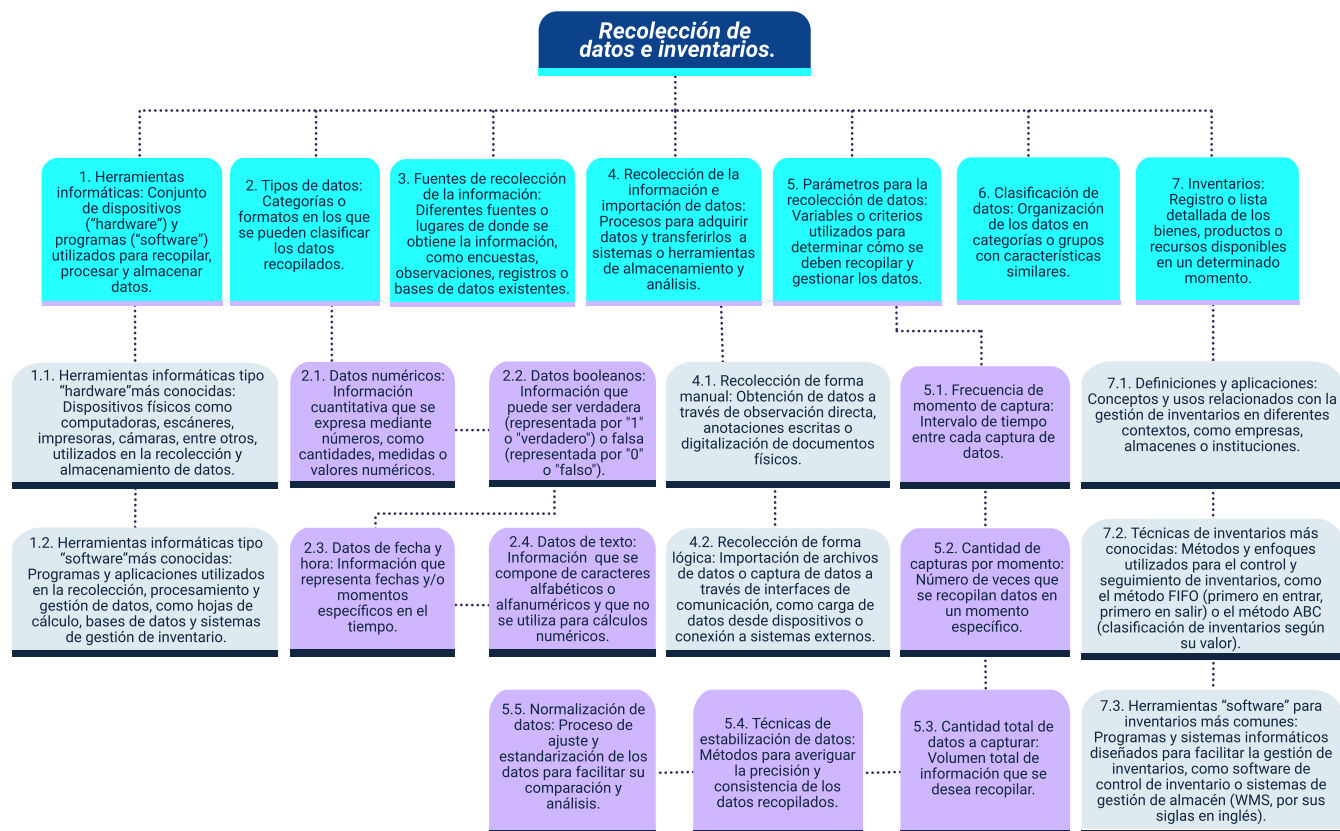 Recolección de
datos e inventarios.
1. Herramientas
informáticas: Conjunto
de dispositivos
(“hardware”) y
programas (“software”)
utilizados para recopilar,
procesar y almacenar
datos.
2. Tipos de datos:
Categorías o
formatos en los que
se pueden clasificar
los datos
recopilados.
3. Fuentes de recolección
de la información:
Diferentes fuentes o
lugares de donde se
obtiene la información,
como encuestas,
observaciones, registros o
bases de datos existentes.
4. Recolección de la
información e
importación de datos:
Procesos para adquirir
datos y transferirlos a
sistemas o herramientas
de almacenamiento y
análisis.
5. Parámetros para la
recolección de datos:
Variables o criterios
utilizados para
determinar cómo se
deben recopilar y
gestionar los datos.
6. Clasificación de
datos: Organización
de los datos en
categorías o grupos
con características
similares.
7. Inventarios:
Registro o lista
detallada de los
bienes, productos o
recursos disponibles
en un determinado
momento.
1.1. Herramientas informáticas tipo
“hardware”más conocidas:
Dispositivos físicos como
computadoras, escáneres,
impresoras, cámaras, entre otros,
utilizados en la recolección y
almacenamiento de datos.
2.1. Datos numéricos:
Información
cuantitativa que se
expresa mediante
números, como
cantidades, medidas o
valores numéricos.
2.2. Datos booleanos:
Información que
puede ser verdadera
(representada por "1"
o "verdadero") o falsa
(representada por "0"
o "falso").
4.1. Recolección de forma
manual: Obtención de datos a
través de observación directa,
anotaciones escritas o
digitalización de documentos
físicos.
5.1. Frecuencia de
momento de captura:
Intervalo de tiempo
entre cada captura de
datos.
7.1. Definiciones y aplicaciones:
Conceptos y usos relacionados con la
gestión de inventarios en diferentes
contextos, como empresas,
almacenes o instituciones.
1.2. Herramientas informáticas tipo
“software”más conocidas:
Programas y aplicaciones utilizados
en la recolección, procesamiento y
gestión de datos, como hojas de
cálculo, bases de datos y sistemas
de gestión de inventario.
2.3. Datos de fecha y
hora: Información que
representa fechas y/o
momentos
específicos en el
tiempo.
2.4. Datos de texto:
Información que se
compone de caracteres
alfabéticos o
alfanuméricos y que no
se utiliza para cálculos
numéricos.
4.2. Recolección de forma
lógica: Importación de archivos
de datos o captura de datos a
través de interfaces de
comunicación, como carga de
datos desde dispositivos o
conexión a sistemas externos.
5.2. Cantidad de
capturas por momento:
Número de veces que
se recopilan datos en
un momento
específico.
7.2. Técnicas de inventarios más
conocidas: Métodos y enfoques
utilizados para el control y
seguimiento de inventarios, como
el método FIFO (primero en entrar,
primero en salir) o el método ABC
(clasificación de inventarios según
su valor).
5.5. Normalización de
datos: Proceso de
ajuste y
estandarización de los
datos para facilitar su
comparación y
análisis.
5.4. Técnicas de
estabilización de datos:
Métodos para averiguar
la precisión y
consistencia de los
datos recopilados.
5.3. Cantidad total de
datos a capturar:
Volumen total de
información que se
desea recopilar.
7.3. Herramientas “software” para
inventarios más comunes:
Programas y sistemas informáticos
diseñados para facilitar la gestión de
inventarios, como software de
control de inventario o sistemas de
gestión de almacén (WMS, por sus
siglas en inglés).